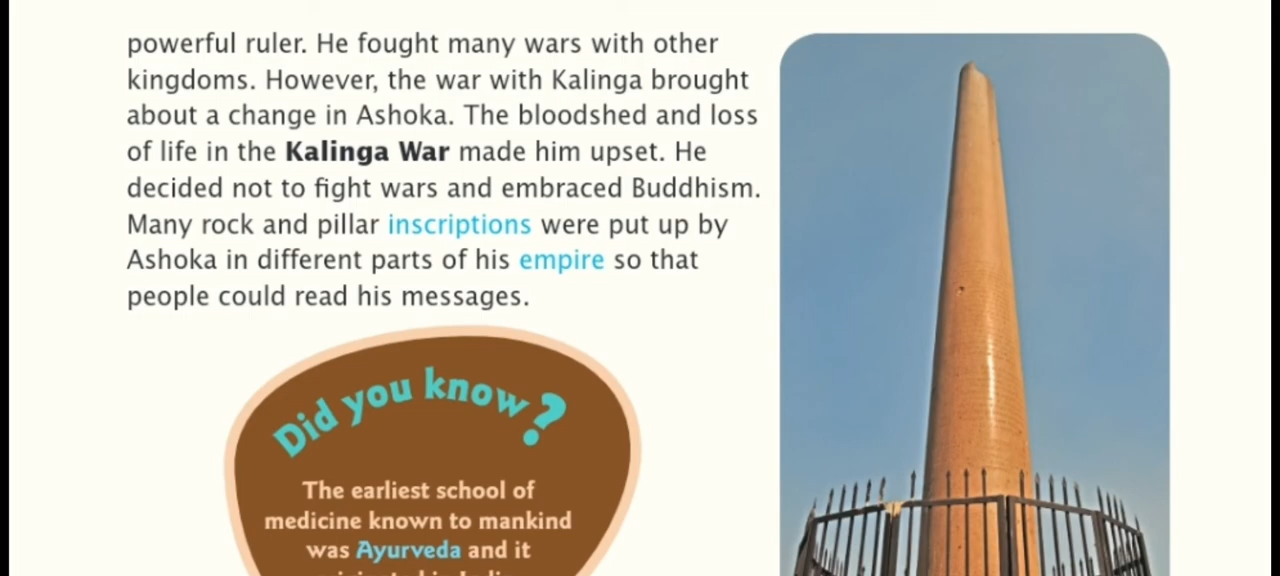 powerful ruler. He fought many wars with other
kingdoms. However, the war with Kalinga brought
about a change in Ashoka. The bloodshed and loss
of life in the Kalinga War made him upset. He
decided not to fight wars and embraced Buddhism.
Many rock and pillar inscriptions were put up by
Ashoka in different parts of his empire so that
people could read his messages.
Did you know?
The earliest school of
medicine known to mankind
was Ayurveda and it